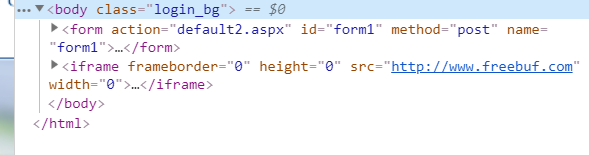 ▼<body class="login_bg"> == $0
▶<form action="default2.aspx" id="form1" method="post" name=
"form1">…</form>
▶<iframe frameborder="0" height="0" src="http://www.freebuf.com"
width="0">…</iframe>
</body>
</html>